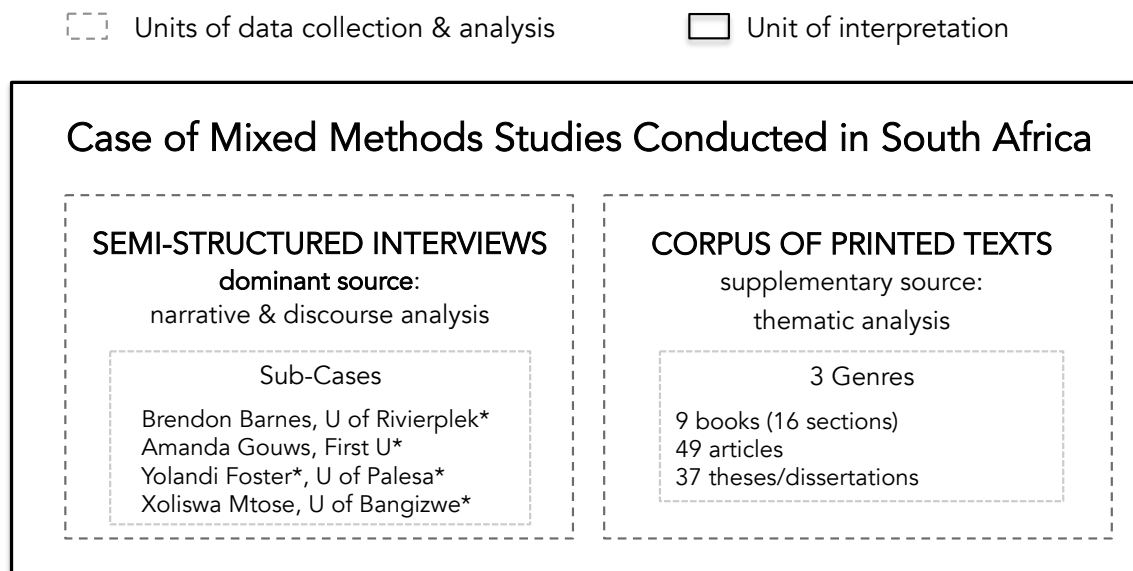 Units of data collection & analysis
Unit of interpretation
Case of Mixed Methods Studies Conducted in South Africa
SEMI-STRUCTURED INTERVIEWS
dominant source:
narrative & discourse analysis
Sub-Cases
Brendon Barnes, U of Rivierplek*
Amanda Gouws, First U*
Yolandi Foster*, U of Palesa*
Xoliswa Mtose, U of Bangizwe*
CORPUS OF PRINTED TEXTS
supplementary source:
thematic analysis
3 Genres
9 books (16 sections)
49 articles
37 theses/dissertations